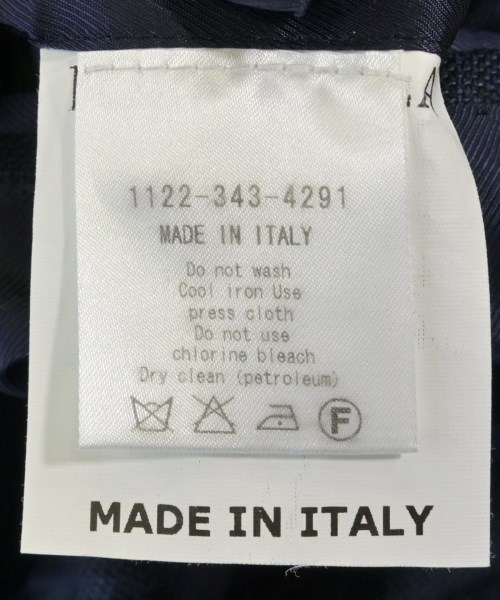 1122-343-4291
MADE IN ITALY
Do not wash
Cool iron Use
press cloth
Do not use
chlorine bleach
Dry clean (petroleum)
F
MADE IN ITALY